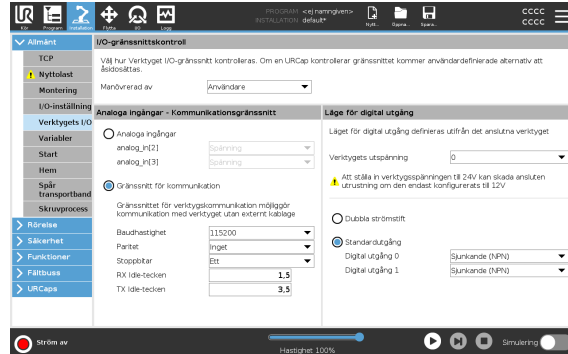 PROGRAM <ej namngiven>
INSTALLATION default*
Kör Program Installation Flytta I/O Logg Nytt... Öppna... Spara...
cccc
cccc
Allmänt
TCP
Nyttolast
Montering
I/O-inställning
Verktygets I/O
Variabler
Start
Hem
Spår
transportband
Skruvprocess
Rörelse
Säkerhet
Funktioner
Fältbuss
URCaps
I/O-gränssnittskontroll
Välj hur Verktyget I/O-gränssnitt kontrolleras. Om en URCap kontrollerar gränssnittet kommer användardefinierade alternativ att
åsidosättas.
Manövrerad av Användare
Analoga ingångar - Kommunikationsgränssnitt
Analoga ingångar
analog_in[2] Spänning
analog_in[3] Spänning
Gränssnitt för kommunikation
Gränssnittet för verktygskommunikation möjliggör
kommunikation med verktyget utan externt kablage
Baudhastighet 115200
Paritet Inget
Stoppbitar Ett
RX Idle-tecken 1,5
TX Idle-tecken 3,5
Läge för digital utgång
Läget för digital utgång definieras utifrån det anslutna verktyget
Verktygets utspänning 0
Att ställa in verktygsspänningen till 24V kan skada ansluten
utrustning om den endast konfigurerats till 12V
Dubbla strömstift
Standardutgång
Digital utgång 0 Sjunkande (NPN)
Digital utgång 1 Sjunkande (NPN)
Ström av
Hastighet 100%
Simulering